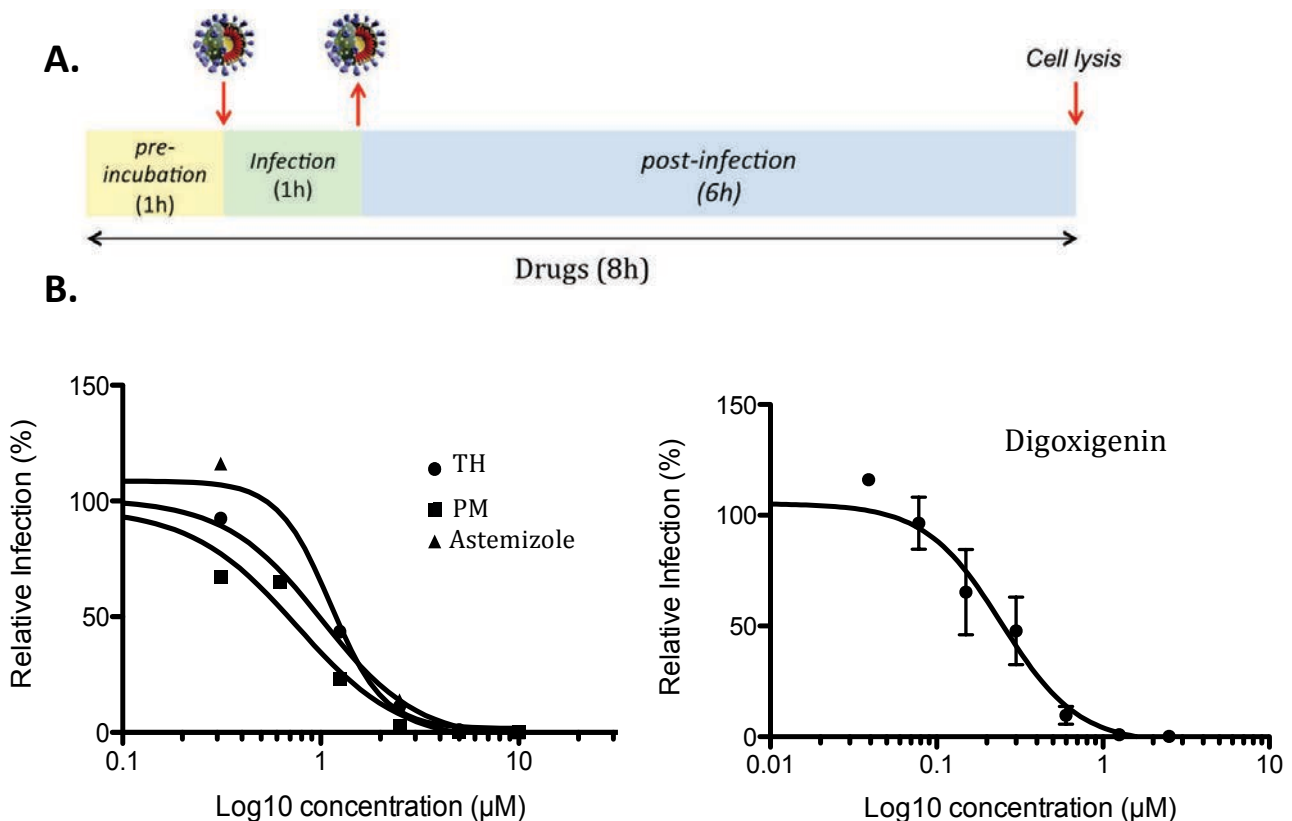 A.
Cell lysis
pre-
incubation
(1h)
Infection
(1h)
post-infection
(6h)
Drugs (8h)
B.
Relative Infection (%)
150
100
50
0
0.1
1
10
Log10 concentration (µM)
TH
PM
Astemizole
Relative Infection (%)
150
100
50
0
0.01
0.1
1
10
Log10 concentration (µM)
Digoxigenin